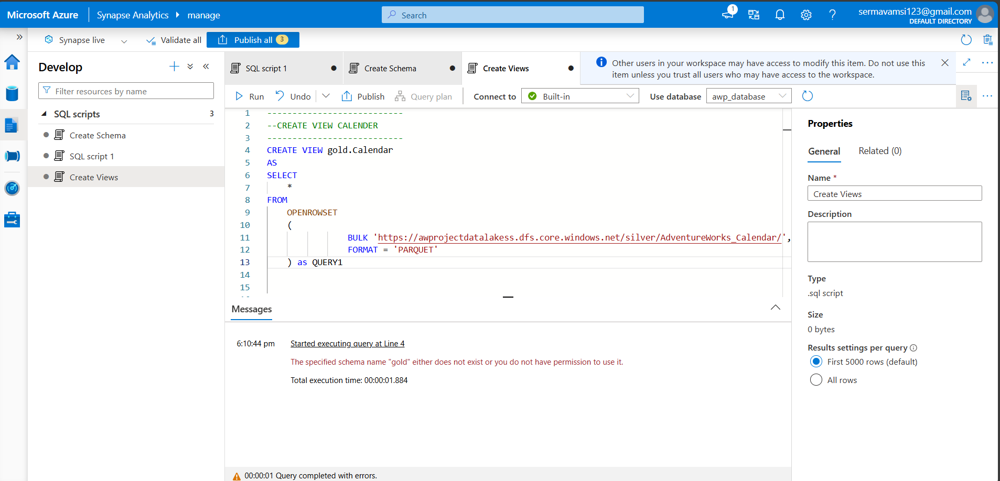 Microsoft Azure
Synapse Analytics
manage
Search
1
sermavamsi123@gmail.com
DEFAULT DIRECTORY
Synapse live
Validate all
Publish all 3
Develop
Filter resources by name
SQL scripts 3
Create Schema
SQL script 1
Create Views
SQL script 1
Create Schema
Create Views
Other users in your workspace may have access to modify this item. Do not use this
item unless you trust all users who may have access to the workspace.
Run
Undo
Publish
Query plan
Connect to
Built-in
Use database
awp_database
1 ---------------------------
2 --CREATE VIEW CALENDER
3 ---------------------------
4 CREATE VIEW gold.Calendar
5 AS
6 SELECT
7 *
8 FROM
9 OPENROWSET
10 (
11 BULK 'https://awprojectdatalakess.dfs.core.windows.net/silver/AdventureWorks_Calendar/',
12 FORMAT = 'PARQUET'
13 ) as QUERY1
14
15
Messages
6:10:44 pm Started executing query at Line 4
The specified schema name "gold" either does not exist or you do not have permission to use it.
Total execution time: 00:00:01.884
00:00:01 Query completed with errors.
Properties
General
Related (0)
Name *
Create Views
Description
Type
.sql script
Size
0 bytes
Results settings per query
First 5000 rows (default)
All rows